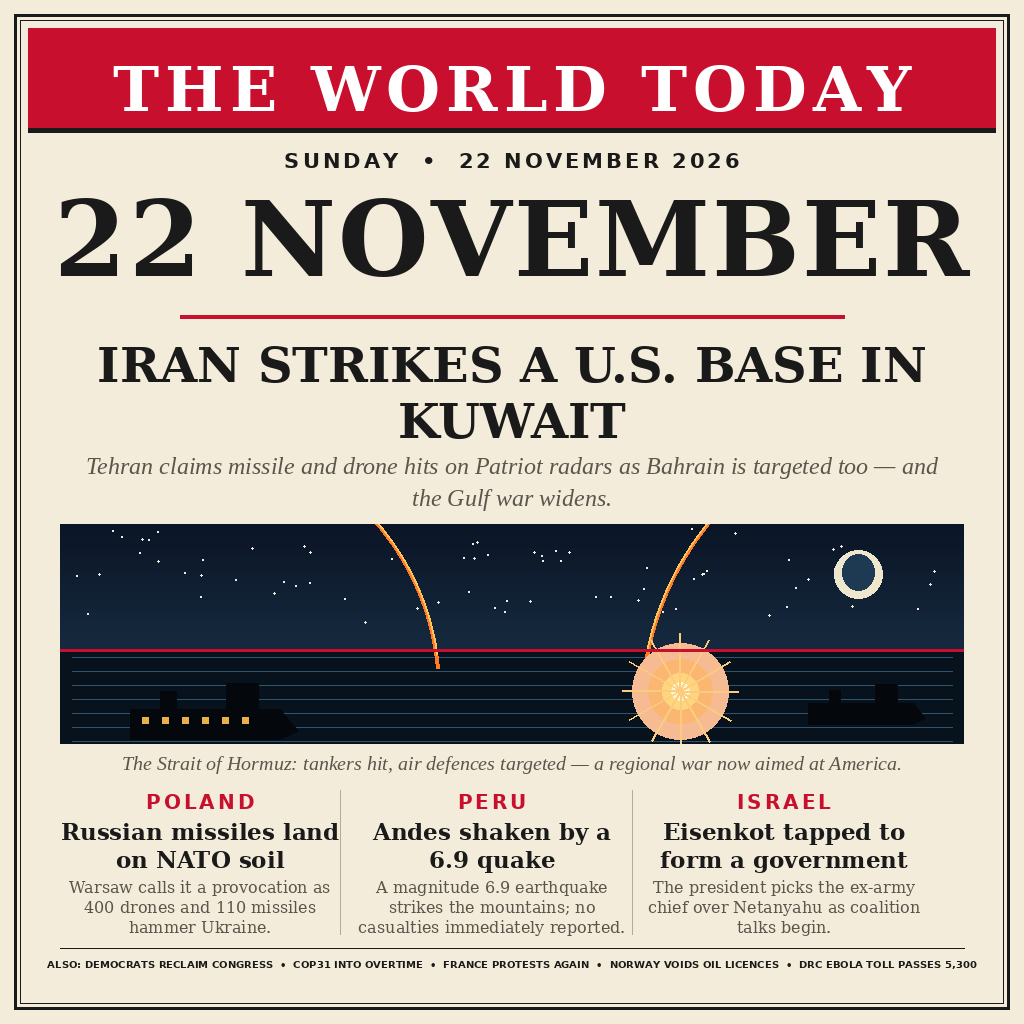 THE WORLD TODAY
SUNDAY • 22 NOVEMBER 2026
22 NOVEMBER
IRAN STRIKES A U.S. BASE IN
KUWAIT
Tehran claims missile and drone hits on Patriot radars as Bahrain is targeted too — and
the Gulf war widens.
The Strait of Hormuz: tankers hit, air defences targeted — a regional war now aimed at America.
POLAND
Russian missiles land
on NATO soil
Warsaw calls it a provocation as
400 drones and 110 missiles
hammer Ukraine.
PERU
Andes shaken by a
6.9 quake
A magnitude 6.9 earthquake
strikes the mountains; no
casualties immediately reported.
ISRAEL
Eisenkot tapped to
form a government
The president picks the ex-army
chief over Netanyahu as coalition
talks begin.
ALSO: DEMOCRATS RECLAIM CONGRESS • COP31 INTO OVERTIME • FRANCE PROTESTS AGAIN • NORWAY VOIDS OIL LICENCES • DRC EBOLA TOLL PASSES 5,300